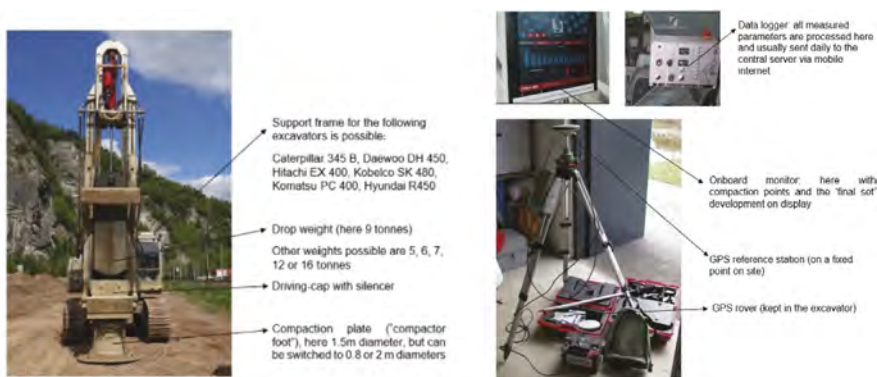 Support frame for the following
excavators is possible:
Caterpillar 345 B, Daewoo DH 450,
Hitachi EX 400, Kobelco SK 480,
Komatsu PC 400, Hyundai R450
Drop weight (here 9 tonnes)
Other weights possible are 5, 6, 7,
12 or 16 tonnes
Driving-cap with silencer
Compaction plate ("compactor
foot"), here 1.5m diameter, but can
be switched to 0.8 or 2 m diameters
Data logger: all measured
parameters are processed here
and usually sent daily to the
central server via mobile
internet
Onboard monitor: here with
compaction points and the "final set"
development on display
GPS reference station (on a fixed
point on site)
GPS rover (kept in the excavator)